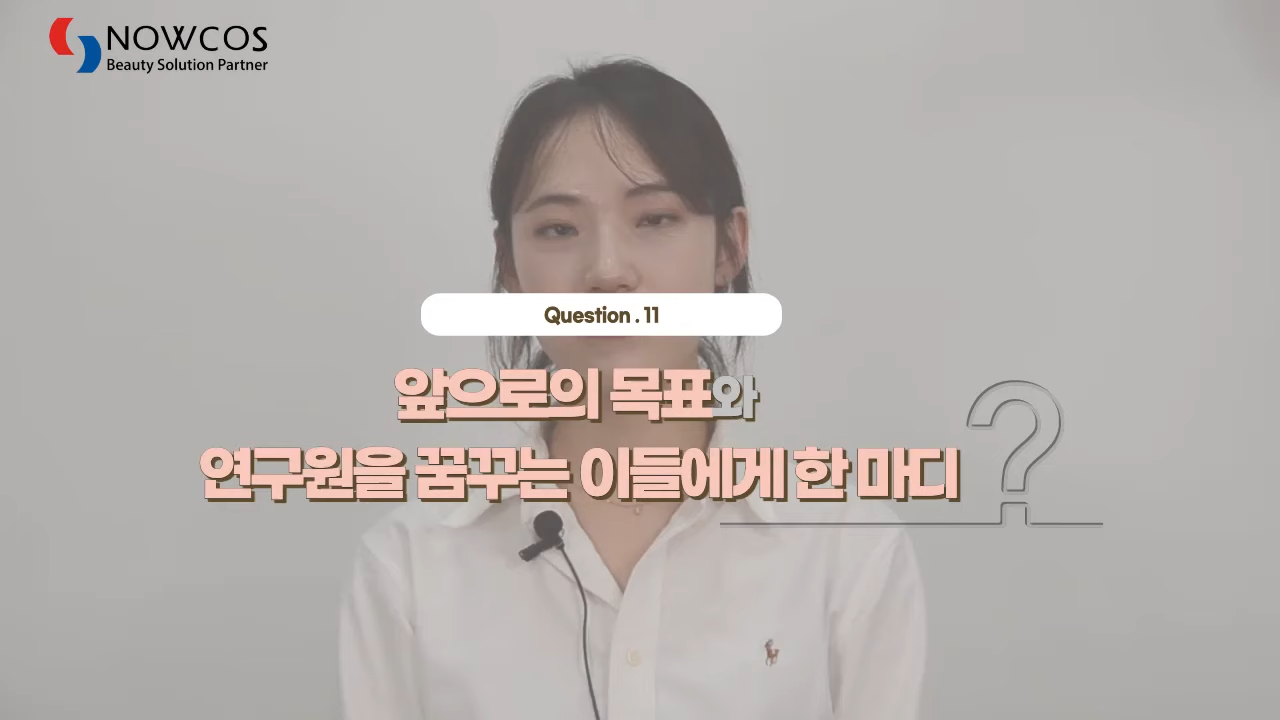 NOWCOS
Beauty Solution Partner
Question . 11
앞으로의 목표와
연구원을 꿈꾸는 이들에게 한 마디
?